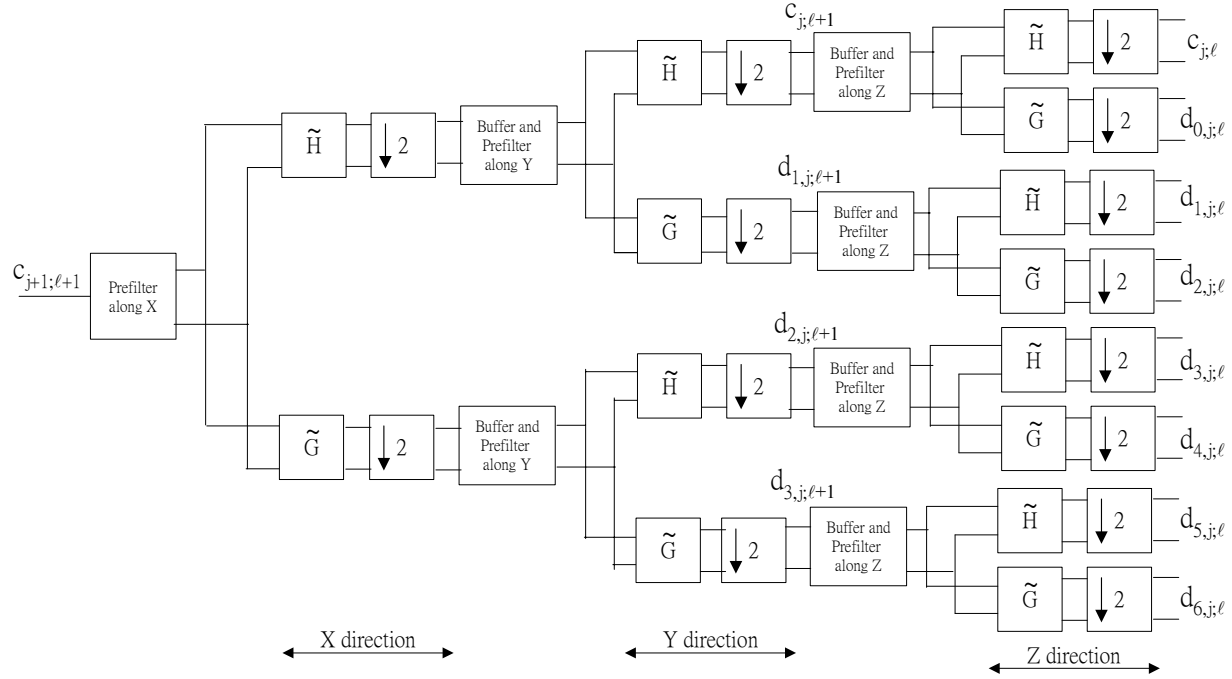 c_{j;ℓ+1}
H̃
↓ 2
Buffer and
Prefilter
along Z
H̃
↓ 2
c_{j;ℓ}
G̃
↓ 2
d_{0,j;ℓ}
H̃
↓ 2
Buffer and
Prefilter
along Y
d_{1,j;ℓ+1}
G̃
↓ 2
Buffer and
Prefilter
along Z
H̃
↓ 2
d_{1,j;ℓ}
G̃
↓ 2
d_{2,j;ℓ}
c_{j+1;ℓ+1}
Prefilter
along X
d_{2,j;ℓ+1}
H̃
↓ 2
Buffer and
Prefilter
along Z
H̃
↓ 2
d_{3,j;ℓ}
G̃
↓ 2
d_{4,j;ℓ}
G̃
↓ 2
Buffer and
Prefilter
along Y
d_{3,j;ℓ+1}
G̃
↓ 2
Buffer and
Prefilter
along Z
H̃
↓ 2
d_{5,j;ℓ}
G̃
↓ 2
d_{6,j;ℓ}
X direction
Y direction
Z direction